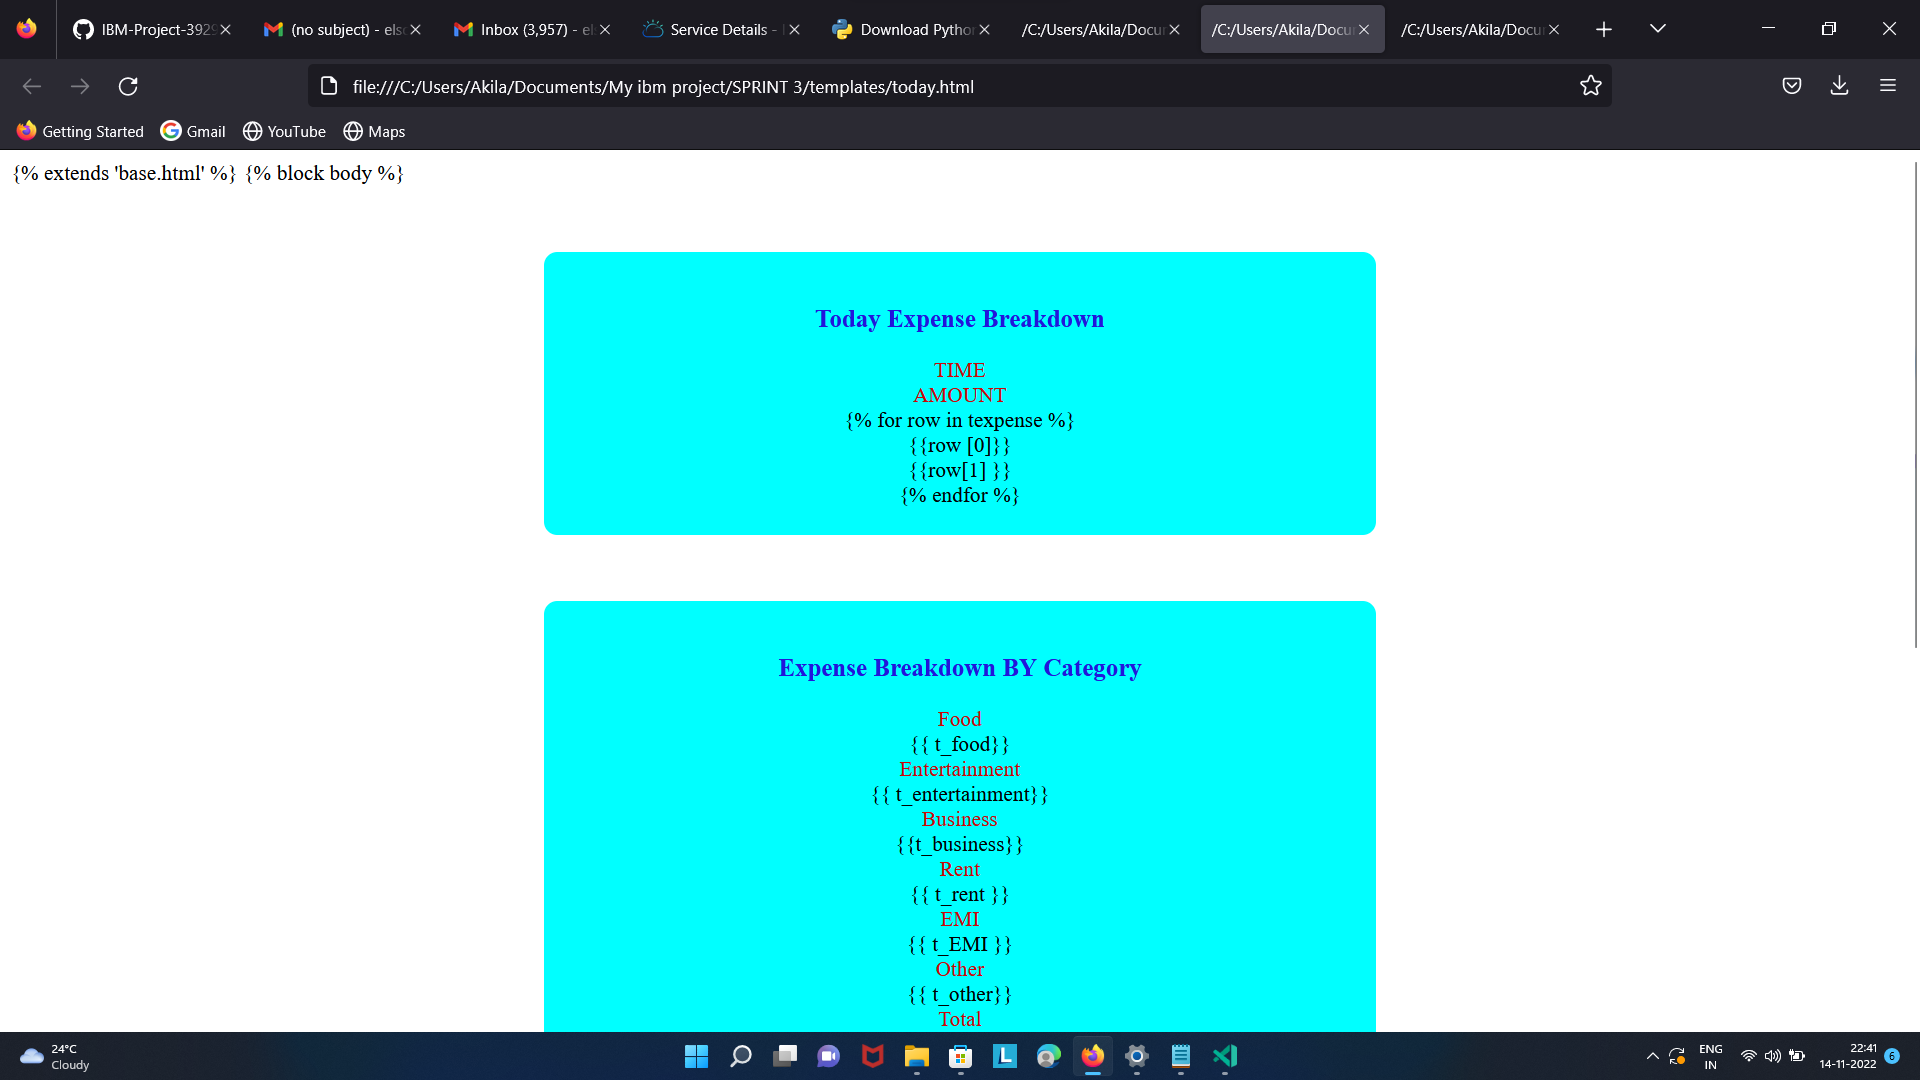 IBM-Project-3929
(no subject) - els
Inbox (3,957) - el
Service Details -
Download Python
/C:/Users/Akila/Docu
/C:/Users/Akila/Docu
/C:/Users/Akila/Docu
file:///C:/Users/Akila/Documents/My ibm project/SPRINT 3/templates/today.html
Getting Started
Gmail
YouTube
Maps
{% extends 'base.html' %} {% block body %}
Today Expense Breakdown
TIME
AMOUNT
{% for row in texpense %}
{{row [0]}}
{{row[1] }}
{% endfor %}
Expense Breakdown BY Category
Food
{{ t_food}}
Entertainment
{{ t_entertainment}}
Business
{{t_business}}
Rent
{{ t_rent }}
EMI
{{ t_EMI }}
Other
{{ t_other}}
Total
24°C
Cloudy
L
ENG
IN
22:41
14-11-2022
6